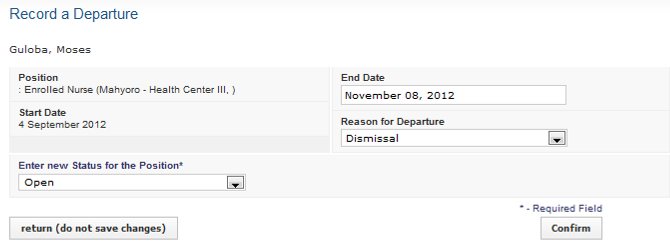 Record a Departure
Guloba, Moses
Position
: Enrolled Nurse (Mahyoro - Health Center III, )
Start Date
4 September 2012
End Date
November 08, 2012
Reason for Departure
Dismissal
Enter new Status for the Position*
Open
* - Required Field
return (do not save changes)
Confirm